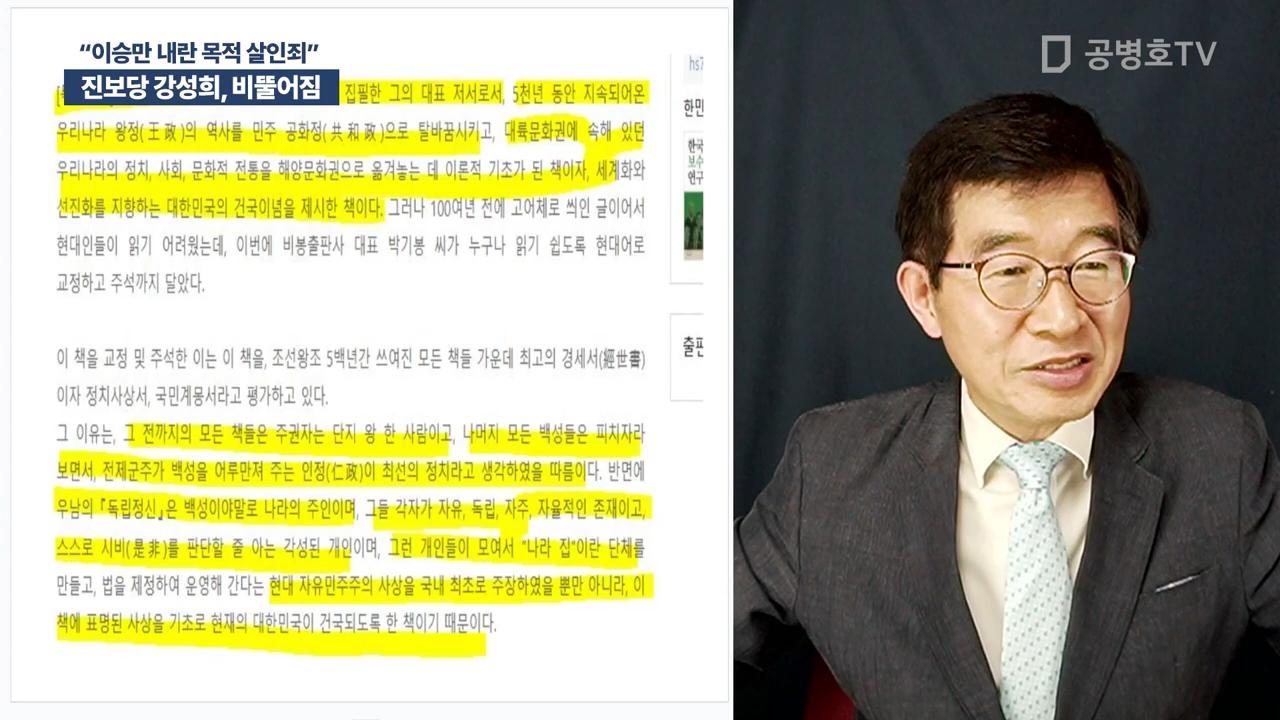 “이승만 내란 목적 살인죄”
진보당 강성희, 비뚤어짐
공병호TV
집필한 그의 대표 저서로서, 5천년 동안 지속되어온
우리나라 왕정(王政)의 역사를 민주 공화정(共和政)으로 탈바꿈시키고, 대륙문화권에 속해 있던
우리나라의 정치, 사회, 문화적 전통을 해양문화권으로 옮겨놓는 데 이론적 기초가 된 책이자, 세계화와
선진화를 지향하는 대한민국의 건국이념을 제시한 책이다. 그러나 100여년 전에 고어체로 씌인 글이어서
현대인들이 읽기 어려웠는데, 이번에 비봉출판사 대표 박기봉 씨가 누구나 읽기 쉽도록 현대어로
교정하고 주석까지 달았다.
이 책을 교정 및 주석한 이는 이 책을, 조선왕조 5백년간 쓰여진 모든 책들 가운데 최고의 경세서(經世書)
이자 정치사상서, 국민계몽서라고 평가하고 있다.
그 이유는, 그 전까지의 모든 책들은 주권자는 단지 왕 한 사람이고, 나머지 모든 백성들은 피치자라
보면서, 전제군주가 백성을 어루만져 주는 인정(仁政)이 최선의 정치라고 생각하였을 따름이다. 반면에
우남의 『독립정신』은 백성이야말로 나라의 주인이며, 그들 각자가 자유, 독립, 자주, 자율적인 존재이고,
스스로 시비(是非)를 판단할 줄 아는 각성된 개인이며, 그런 개인들이 모여서 "나라 집"이란 단체를
만들고, 법을 제정하여 운영해 간다는 현대 자유민주주의 사상을 국내 최초로 주장하였을 뿐만 아니라, 이
책에 표명된 사상을 기초로 현재의 대한민국이 건국되도록 한 책이기 때문이다.
hs7
한민
한국
보수
연구
출판